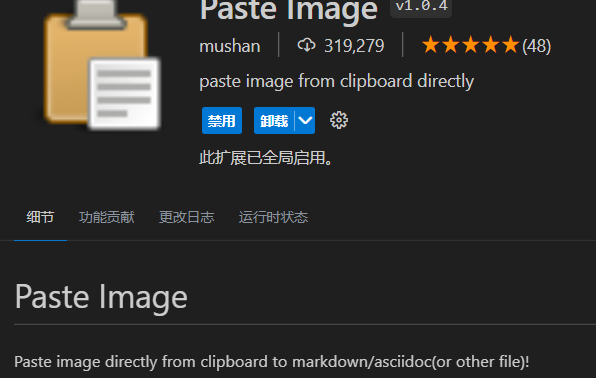 Paste Image v1.0.4
mushan 319,279 (48)
paste image from clipboard directly
禁用 卸载
此扩展已全局启用。
细节 功能贡献 更改日志 运行时状态
Paste Image
Paste image directly from clipboard to markdown/asciidoc(or other file)!